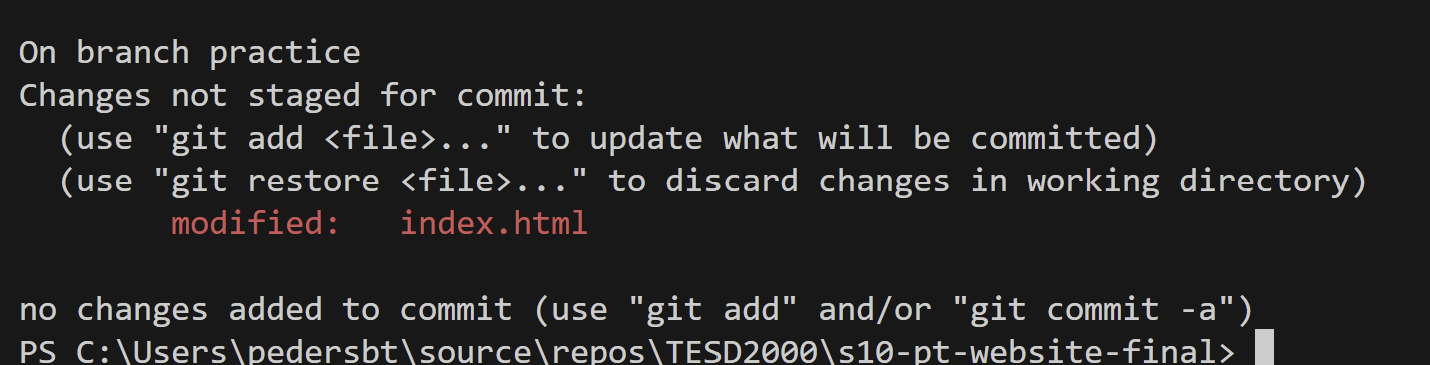 On branch practice
Changes not staged for commit:
  (use "git add <file>..." to update what will be committed)
  (use "git restore <file>..." to discard changes in working directory)
        modified:   index.html

no changes added to commit (use "git add" and/or "git commit -a")
PS C:\Users\pedersbt\source\repos\TESD2000\s10-pt-website-final>